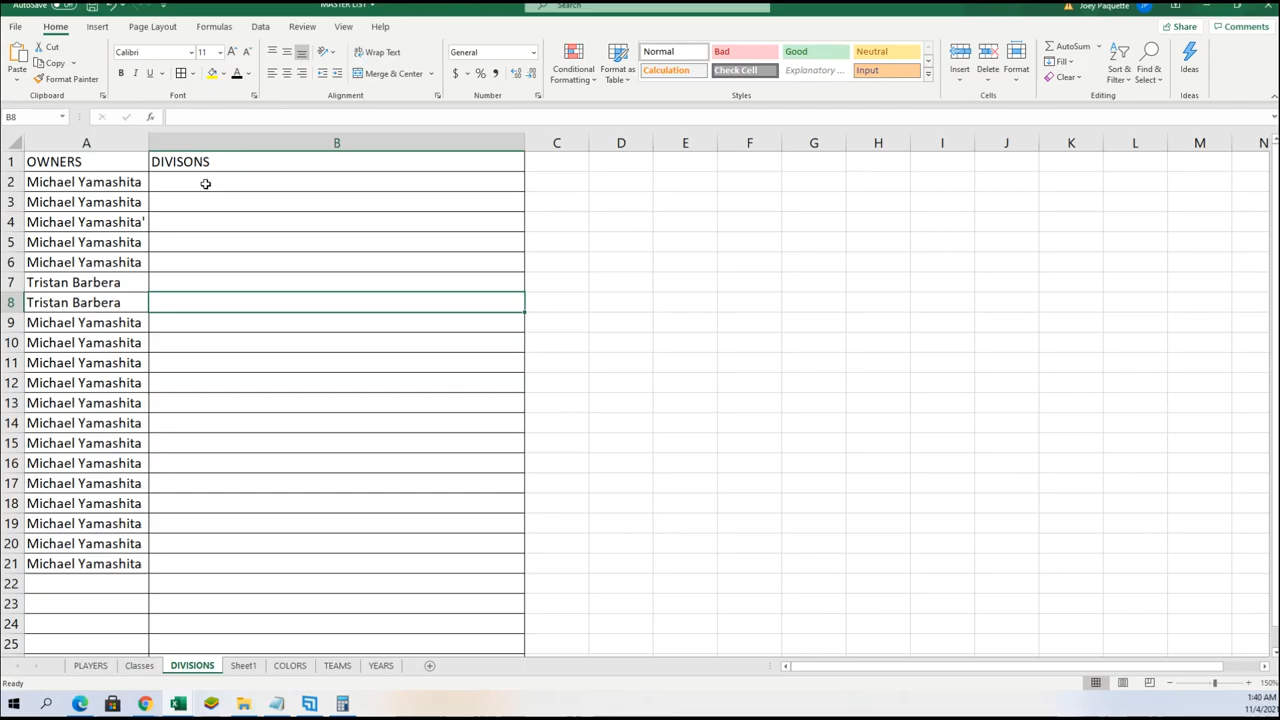 AutoSave Off MASTER LIST Search Joey Paquette JP
File Home Insert Page Layout Formulas Data Review View Help Share Comments
Paste Cut Copy Format Painter Clipboard
Calibri 11 A A B I U A Font
Wrap Text Merge & Center Alignment
General $ % , Number
Conditional Formatting Format as Table
Normal Bad Good Neutral
Calculation Check Cell Explanatory ... Input
Styles
Insert Delete Format Cells
AutoSum Fill Clear Sort & Filter Find & Select Editing
Ideas Ideas
B8 fx
A B C D E F G H I J K L M N
1 OWNERS DIVISONS
2 Michael Yamashita
3 Michael Yamashita
4 Michael Yamashita'
5 Michael Yamashita
6 Michael Yamashita
7 Tristan Barbera
8 Tristan Barbera
9 Michael Yamashita
10 Michael Yamashita
11 Michael Yamashita
12 Michael Yamashita
13 Michael Yamashita
14 Michael Yamashita
15 Michael Yamashita
16 Michael Yamashita
17 Michael Yamashita
18 Michael Yamashita
19 Michael Yamashita
20 Michael Yamashita
21 Michael Yamashita
22
23
24
25
PLAYERS Classes DIVISIONS Sheet1 COLORS TEAMS YEARS
Ready 150%
1:40 AM